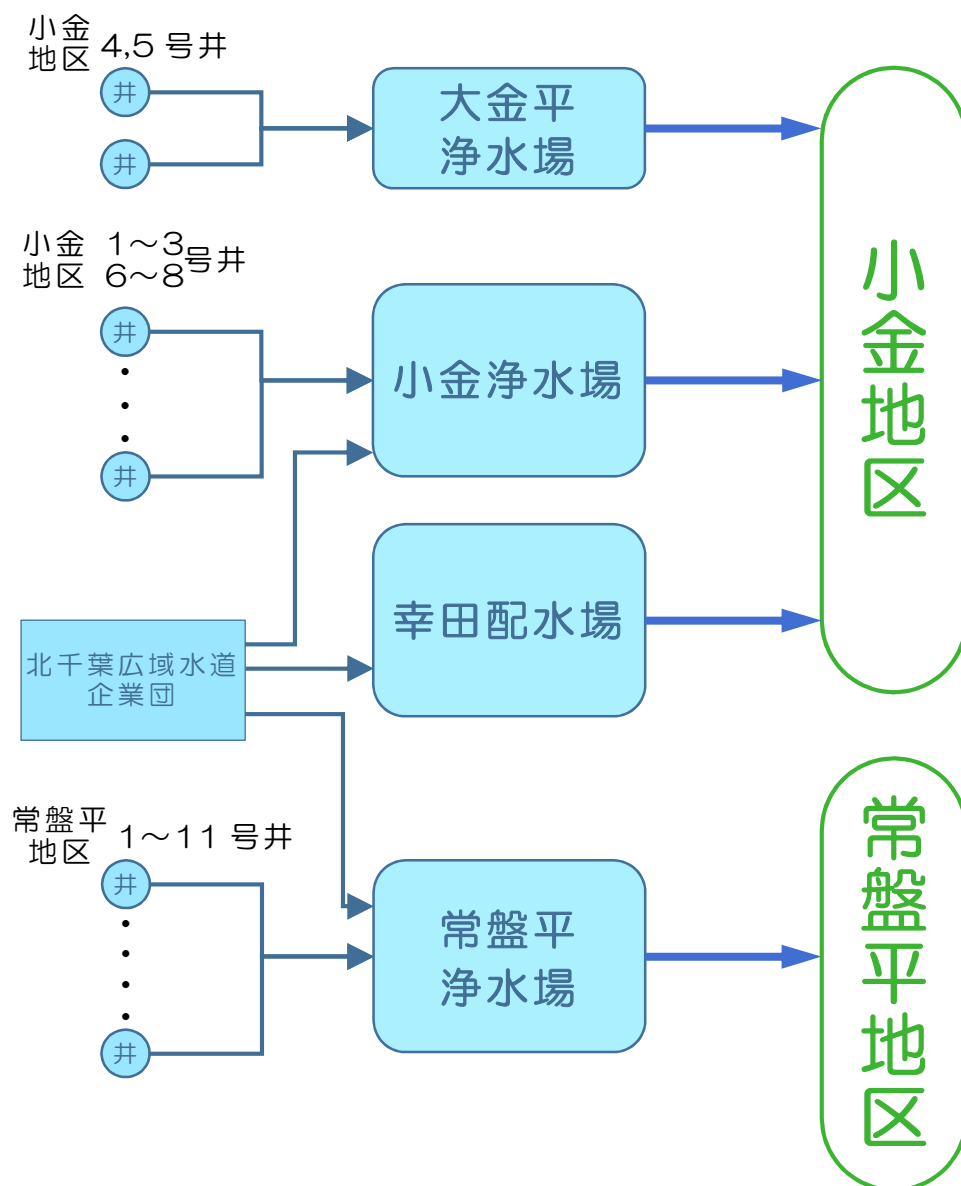 小金
地区
4,5 号井
井
井
大金平
浄水場
小金
地区
1～3
6～8
号井
井
井
小金浄水場
幸田配水場
北千葉広域水道
企業団
常盤平
地区
1～11 号井
井
井
常盤平
浄水場
小金地区
常盤平地区